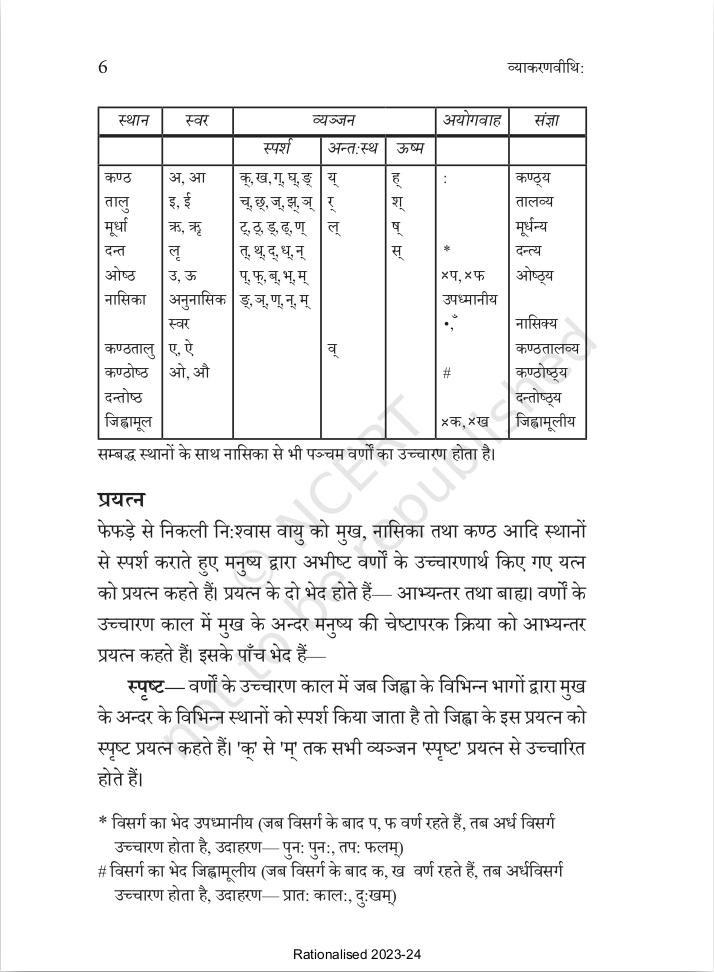 6 व्याकरणवीथि:
स्थान स्वर व्यञ्जन अयोगवाह संज्ञा
स्पर्श अन्त:स्थ ऊष्म
कण्ठ अ, आ क्, ख, ग्, घ्, ङ् य् ह् : कण्ठ्य
तालु इ, ई च्, छ्, ज्, झ्, ञ् र् श् तालव्य
मूर्धा ऋ, ॠ ट्, ठ्, ड्, ढ्, ण् ल् ष् मूर्धन्य
दन्त लृ त्, थ्, द्, ध्, न् स् * दन्त्य
ओष्ठ उ, ऊ प्, फ्, ब्, भ्, म् ×प, ×फ ओष्ठ्य
नासिका अनुनासिक ङ्, ञ्, ण्, न्, म् उपध्मानीय
स्वर •,ँ नासिक्य
कण्ठतालु ए, ऐ व् कण्ठतालव्य
कण्ठोष्ठ ओ, औ # कण्ठोष्ठ्य
दन्तोष्ठ दन्तोष्ठ्य
जिह्वामूल ×क, ×ख जिह्वामूलीय
सम्बद्ध स्थानों के साथ नासिका से भी पञ्चम वर्णों का उच्चारण होता है।
प्रयत्न
फेफड़े से निकली नि:श्वास वायु को मुख, नासिका तथा कण्ठ आदि स्थानों
से स्पर्श कराते हुए मनुष्य द्वारा अभीष्ट वर्णों के उच्चारणार्थ किए गए यत्न
को प्रयत्न कहते हैं। प्रयत्न के दो भेद होते हैं— आभ्यन्तर तथा बाह्य। वर्णों के
उच्चारण काल में मुख के अन्दर मनुष्य की चेष्टापरक क्रिया को आभ्यन्तर
प्रयत्न कहते हैं। इसके पाँच भेद हैं—
स्पृष्ट— वर्णों के उच्चारण काल में जब जिह्वा के विभिन्न भागों द्वारा मुख
के अन्दर के विभिन्न स्थानों को स्पर्श किया जाता है तो जिह्वा के इस प्रयत्न को
स्पृष्ट प्रयत्न कहते हैं। 'क्' से 'म्' तक सभी व्यञ्जन 'स्पृष्ट' प्रयत्न से उच्चारित
होते हैं।
* विसर्ग का भेद उपध्मानीय (जब विसर्ग के बाद प, फ वर्ण रहते हैं, तब अर्ध विसर्ग
उच्चारण होता है, उदाहरण— पुन: पुन:, तप: फलम्)
# विसर्ग का भेद जिह्वामूलीय (जब विसर्ग के बाद क, ख वर्ण रहते हैं, तब अर्धविसर्ग
उच्चारण होता है, उदाहरण— प्रात: काल:, दु:खम्)
© NCERT
not to be republished
Rationalised 2023-24